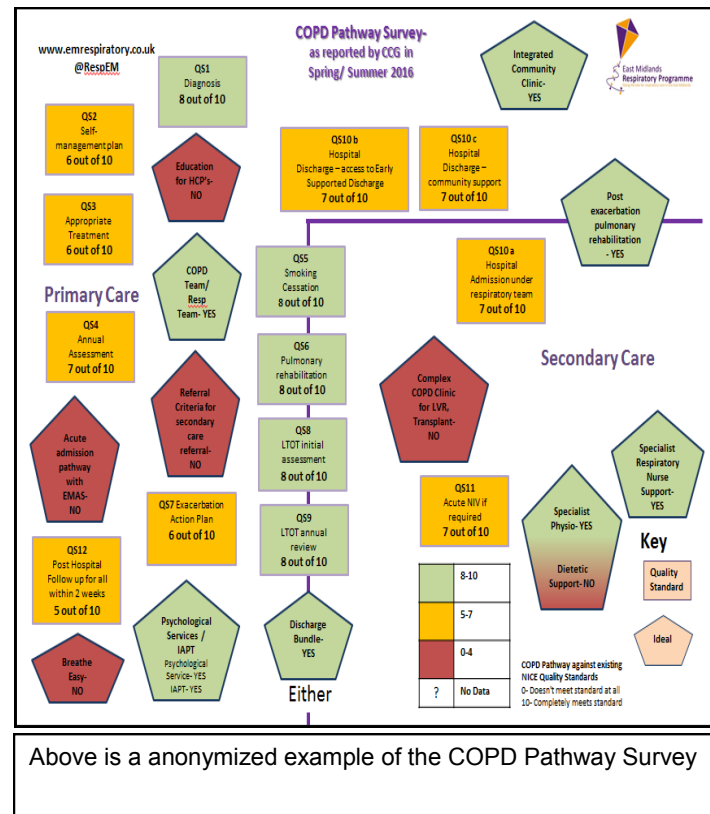 www.emrespiratory.co.uk
@RespEM
COPD Pathway Survey-
as reported by CCG in
Spring/ Summer 2016
East Midlands
Respiratory Programme
QS1
Diagnosis
8 out of 10
Integrated
Community
Clinic-
YES
QS2
Self-
management plan
6 out of 10
Education
for HCP's-
NO
QS10 b
Hospital
Discharge – access to Early
Supported Discharge
7 out of 10
QS10 c
Hospital
Discharge –
community support
7 out of 10
Post
exacerbation
pulmonary
rehabilitation
- YES
QS3
Appropriate
Treatment
6 out of 10
COPD
Team/
Resp
Team- YES
QS5
Smoking
Cessation
8 out of 10
QS10 a
Hospital
Admission under
respiratory team
7 out of 10
Primary Care
Secondary Care
QS4
Annual
Assessment
7 out of 10
Referral
Criteria for
secondary
care
referral-
NO
QS6
Pulmonary
rehabilitation
8 out of 10
Complex
COPD Clinic
for LVR,
Transplant-
NO
Acute
admission
pathway
with
EMAS-
NO
QS8
LTOT initial
assessment
8 out of 10
Specialist
Respiratory
Nurse
Support-
YES
QS7 Exacerbation
Action Plan
6 out of 10
QS9
LTOT annual
review
8 out of 10
QS11
Acute NIV if
required
7 out of 10
Specialist
Physio- YES
Dietetic
Support- NO
QS12
Post Hospital
Follow up for all
within 2 weeks
5 out of 10
Psychological
Services /
IAPT
Psychological
Service- YES
IAPT- YES
Discharge
Bundle-
YES
Breathe
Easy-
NO
Either
8-10
5-7
0-4
? No Data
Key
Quality
Standard
Ideal
COPD Pathway against existing
NICE Quality Standards
0- Doesn't meet standard at all
10- Completely meets standard
Above is a anonymized example of the COPD Pathway Survey